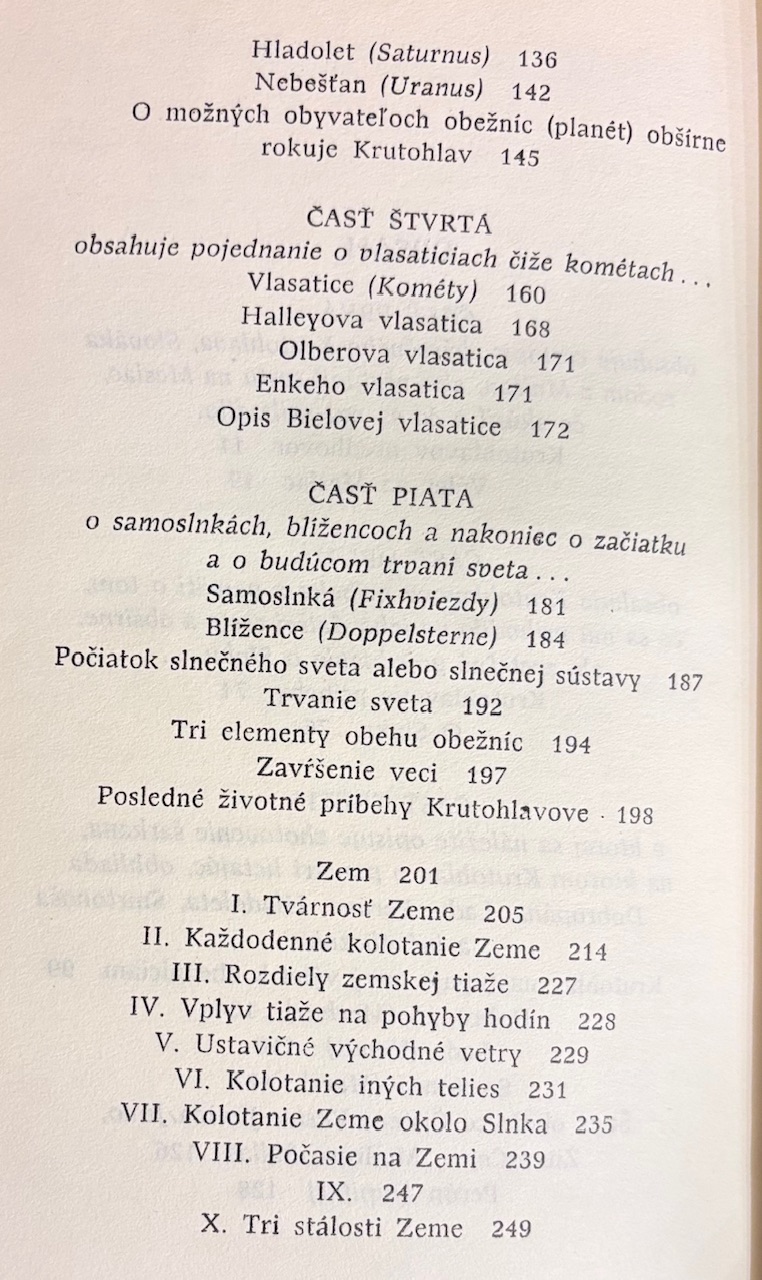 Hladolet (Saturnus) 136
Nebešťan (Uranus) 142
O možných obyvateľoch obežníc (planét) obšírne
rokuje Krutohlav 145
ČASŤ ŠTVRTÁ
obsahuje pojednanie o vlasaticiach čiže kométach...
Vlasatice (Kométy) 160
Halleyova vlasatica 168
Olberova vlasatica 171
Enkeho vlasatica 171
Opis Bielovej vlasatice 172
ČASŤ PIATA
o samoslnkách, blížencoch a nakoniec o začiatku
a o budúcom trvaní sveta...
Samoslnká (Fixhviezdy) 181
Blížence (Doppelsterne) 184
Počiatok slnečného sveta alebo slnečnej sústavy 187
Trvanie sveta 192
Tri elementy obehu obežníc 194
Zavŕšenie veci 197
Posledné životné príbehy Krutohlavove 198
Zem 201
I. Tvárnosť Zeme 205
II. Každodenné kolotanie Zeme 214
III. Rozdiely zemskej tiaže 227
IV. Vplyv tiaže na pohyby hodín 228
V. Ustavičné východné vetry 229
VI. Kolotanie iných telies 231
VII. Kolotanie Zeme okolo Slnka 235
VIII. Počasie na Zemi 239
IX. 247
X. Tri stálosti Zeme 249